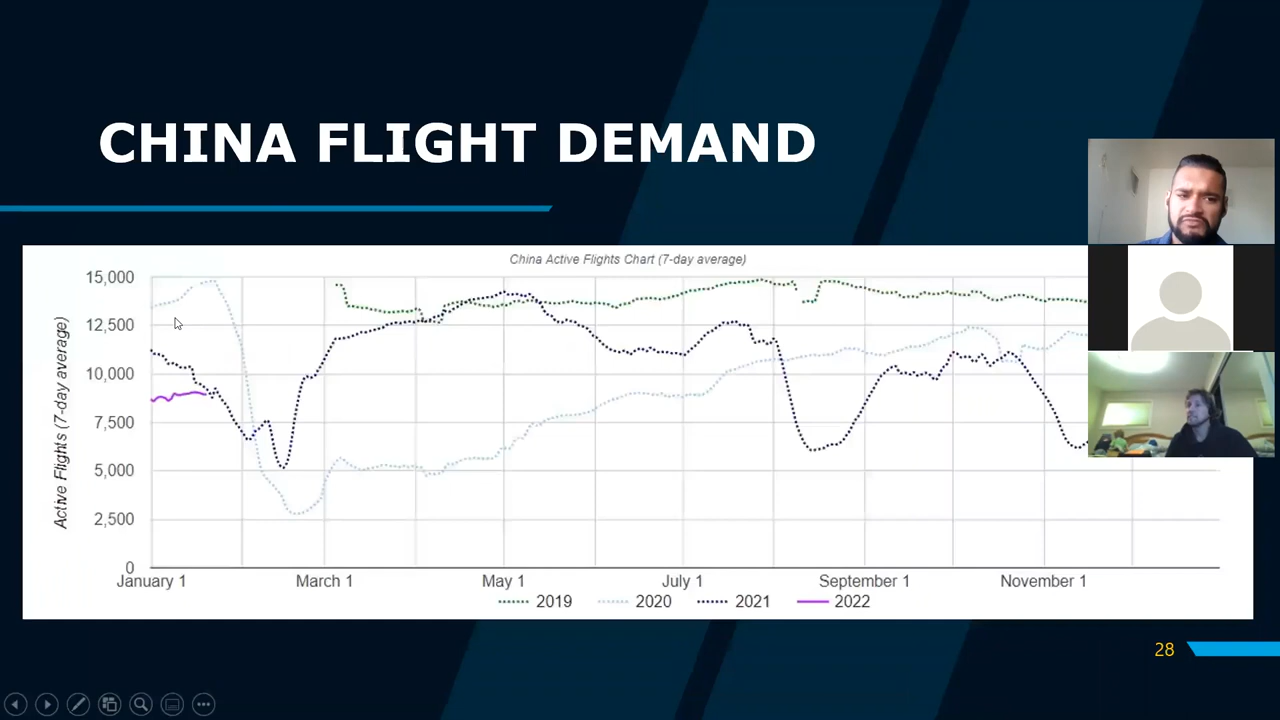 CHINA FLIGHT DEMAND
China Active Flights Chart (7-day average)
Active Flights (7-day average)
15,000
12,500
10,000
7,500
5,000
2,500
0
January 1 March 1 May 1 July 1 September 1 November 1
2019 2020 2021 2022
28